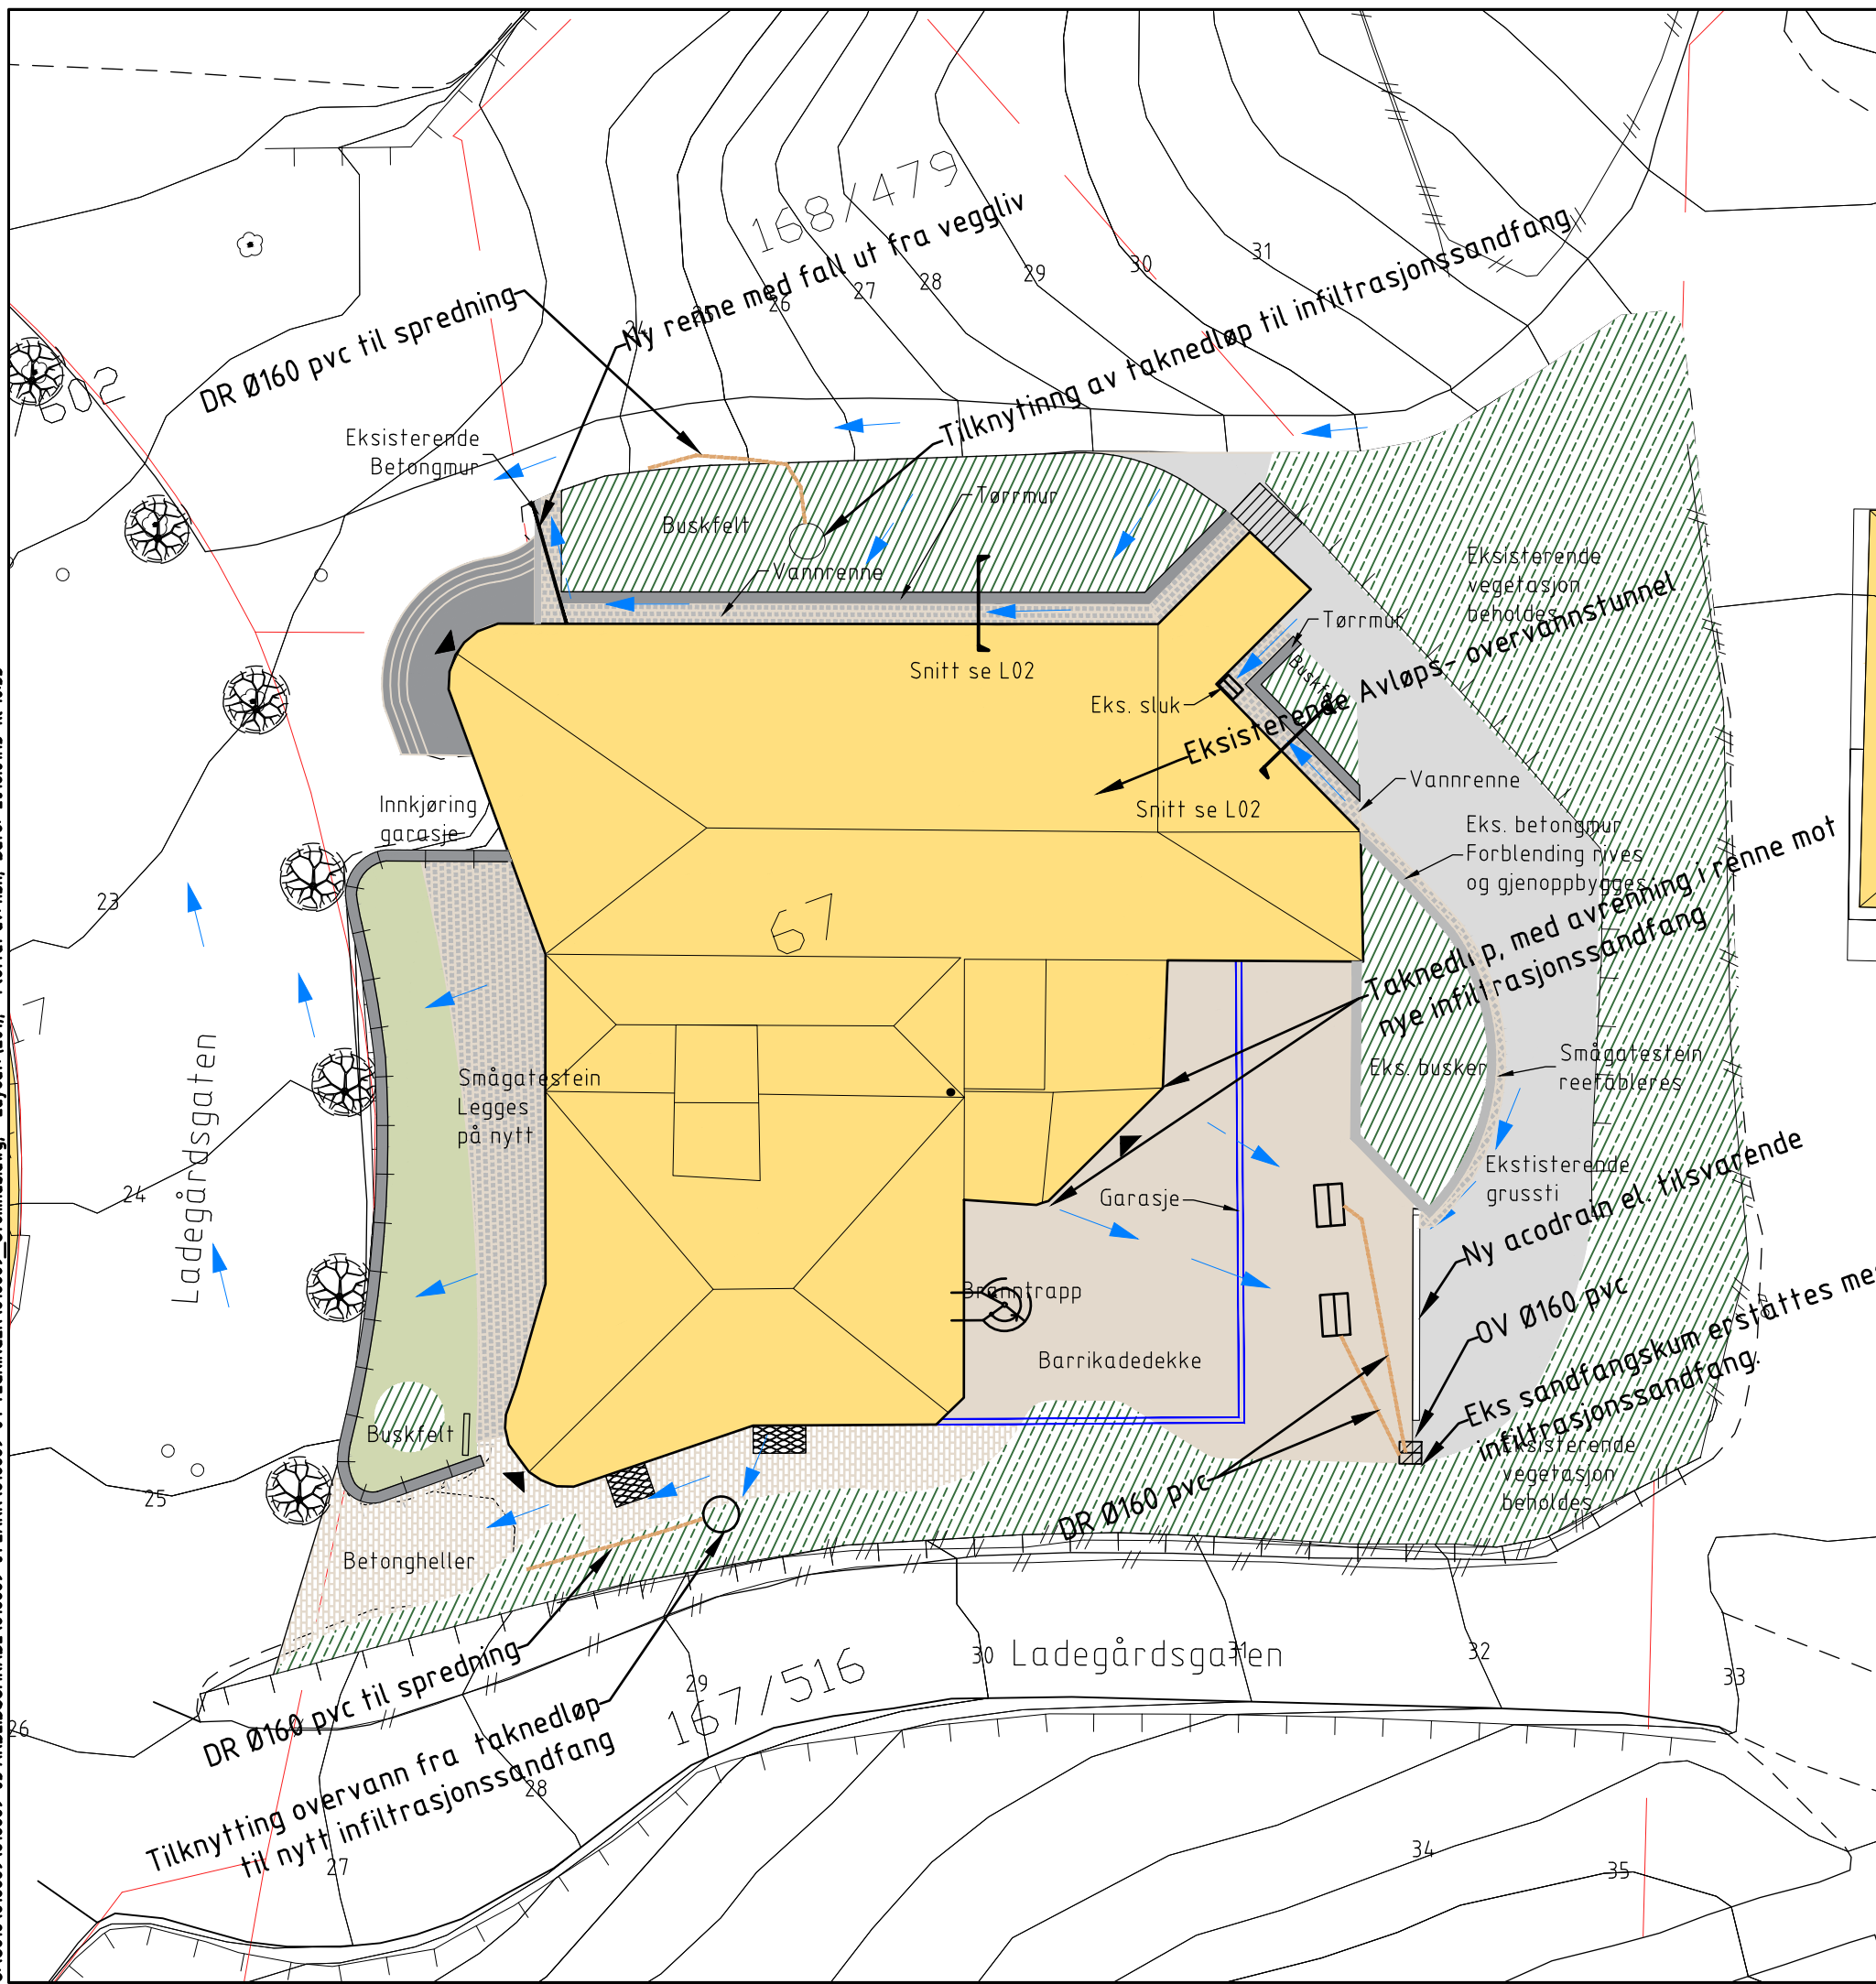 168/479
DR Ø160 pvc til spredning
Ny renne med fall ut fra veggliv
Tilknytinng av taknedløp til infiltrasjonssandfang
24
25
26
27
28
29
30
31
Eksisterende
Betongmur
Buskfelt
Tørrmur
Vannrenne
Snitt se L02
Eksisterende
vegetasjon
beholdes
Tørrmur
Eks. sluk
Eksisterende Avløps- overvannstunnel
Snitt se L02
Vannrenne
Innkjøring
garasje
Eks. betongmur
Forblending rives
og gjenoppbygges
67
23
Taknedløp, med avrenning i renne mot
nye infiltrasjonssandfang
Ladegårdsgaten
Smågatestein
Legges
på nytt
Eks. busker
Smågatestein
reetableres
24
Garasje
Ekstisterende
grussti
Ny acodrain el. tilsvarende
Branntrapp
OV Ø160 pvc
Barrikadedekke
Eks sandfangskum erstattes med
infiltrasjonssandfang.
Buskfelt
Eksisterende
vegetasjon
beholdes
25
DR Ø160 pvc
Betongheller
DR Ø160 pvc til spredning
Tilknytting overvann fra taknedløp
til nytt infiltrasjonssandfang
167/516
Ladegårdsgaten
26
27
28
29
30
31
32
33
34
35